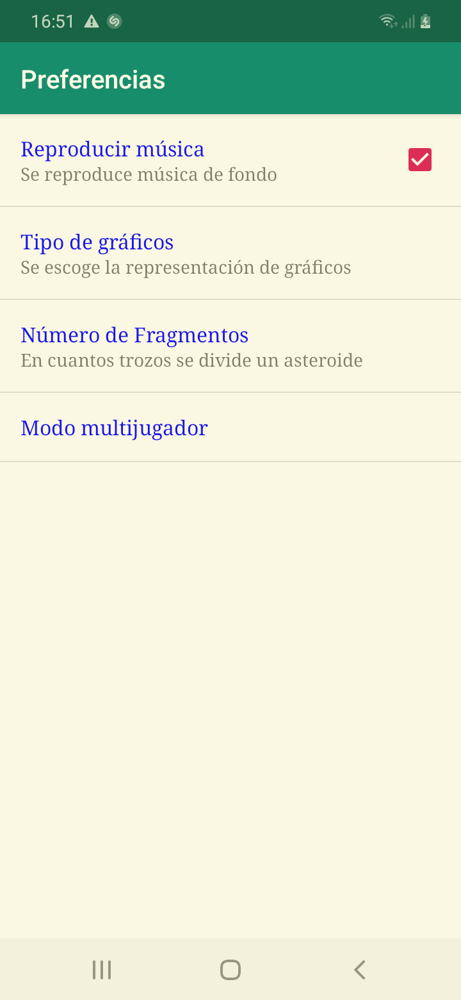 16:51
Preferencias
Reproducir música
Se reproduce música de fondo
Tipo de gráficos
Se escoge la representación de gráficos
Número de Fragmentos
En cuantos trozos se divide un asteroide
Modo multijugador